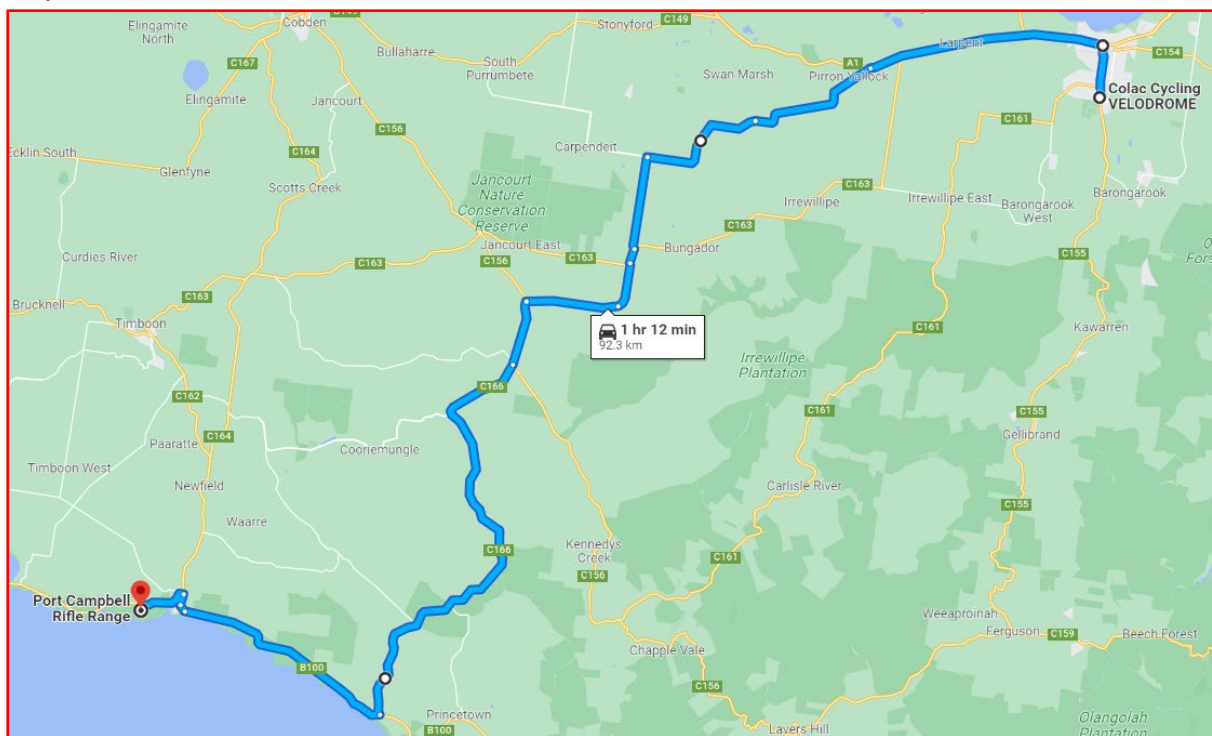 Elingamite
North
Cobden
Stonyford
C149
Bullaharre
C167
South
Purrumbete
A1
Larpent
C154
Swan Marsh
Pirron Yallock
Elingamite
Jancourt
Colac Cycling
VELODROME
C156
C161
Ecklin South
Carpendeit
C164
Glenfyne
Scotts Creek
Jancourt
Nature
Conservation
Reserve
C163
Barongarook
Irrewillipe
Irrewillipe East
Barongarook
West
C163
Jancourt East
Bungador
Curdies River
C163
C163
C156
C155
Brucknell
C163
Timboon
1 hr 12 min
92.3 km
Kawarren
C161
Irrewillipe
Plantation
C166
C162
C161
C155
Paaratte
C164
Gellibrand
Cooriemungle
Timboon West
Newfield
Carlisle River
Waarre
C155
Kennedys
Creek
C166
C161
C156
Port Campbell
Rifle Range
Weeaproinah
Ferguson
C159
Beech Forest
Chapple Vale
B100
C156
Princetown
B100
Lavers Hill
Olangolah
Plantation